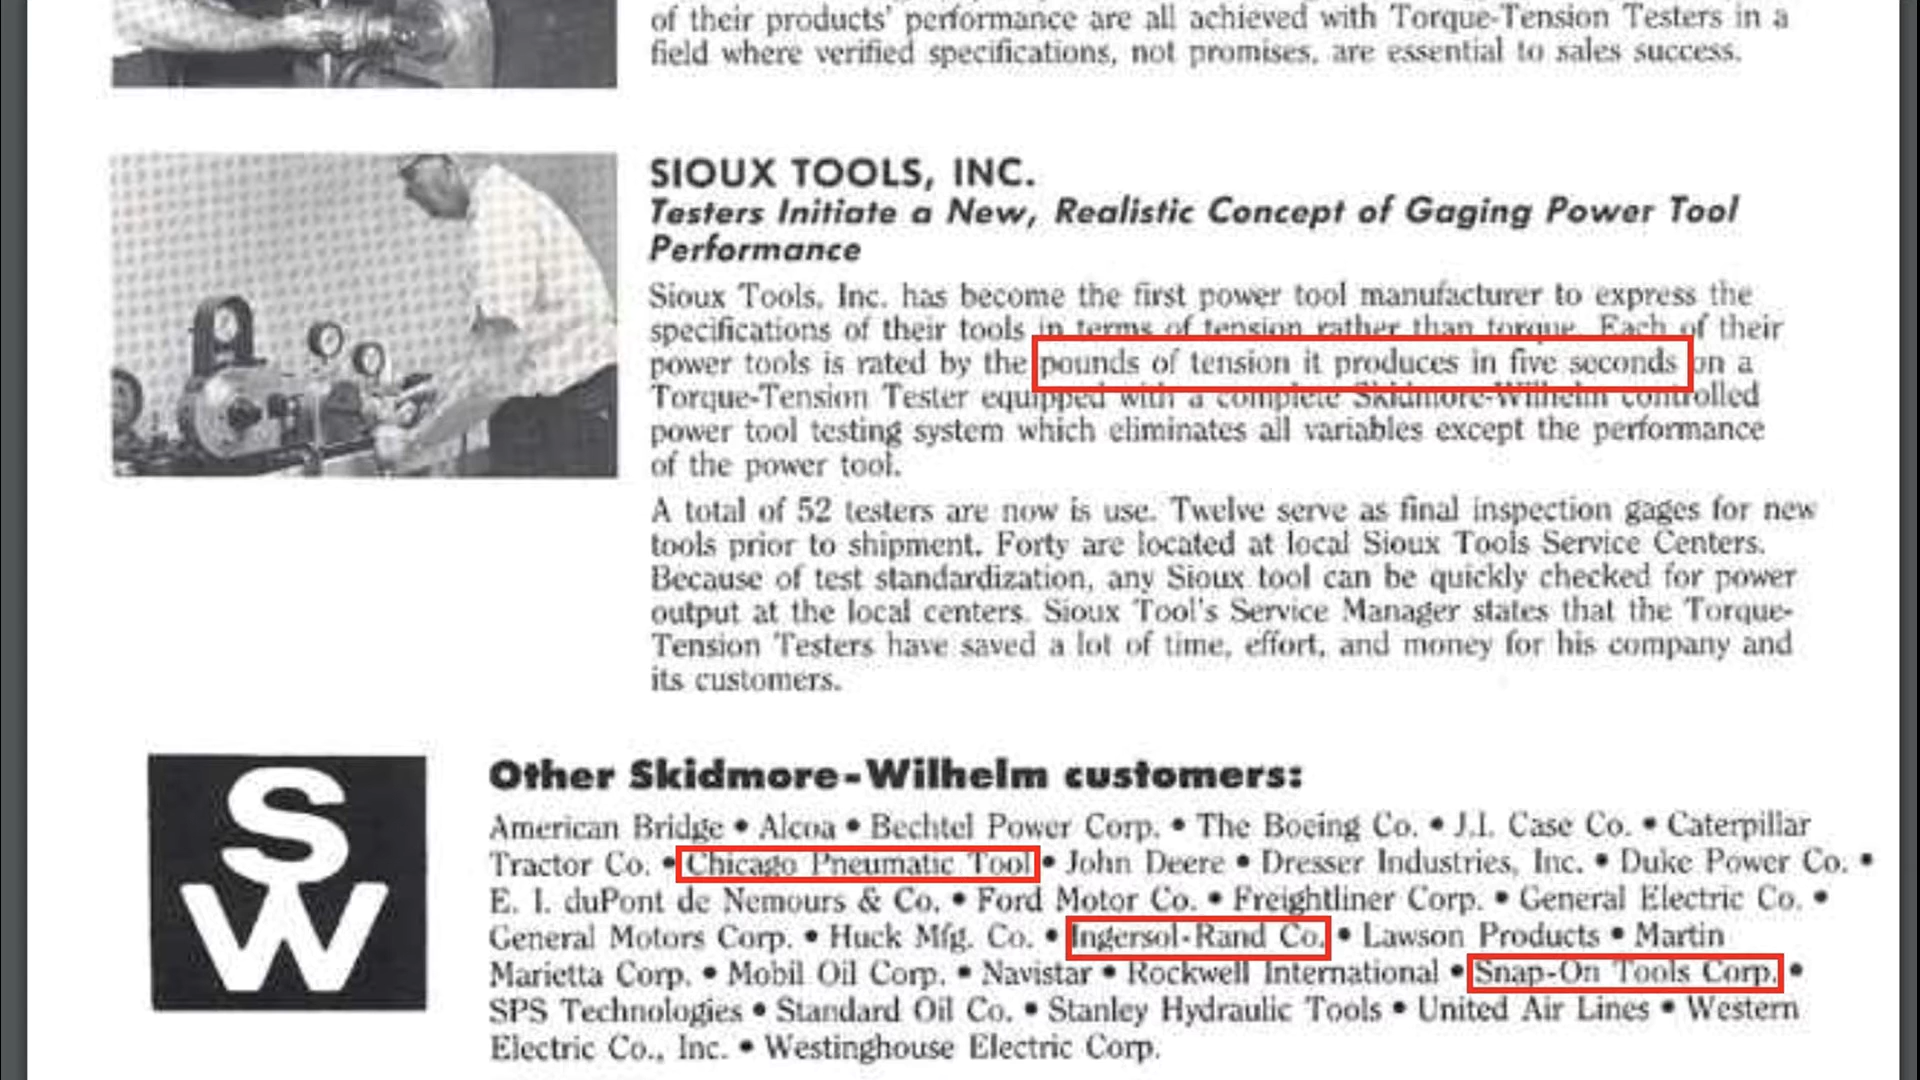 of their products' performance are all achieved with Torque-Tension Testers in a
field where verified specifications, not promises, are essential to sales success.
SIOUX TOOLS, INC.
Testers Initiate a New, Realistic Concept of Gaging Power Tool
Performance
Sioux Tools, Inc. has become the first power tool manufacturer to express the
specifications of their tools in terms of tension rather than torque. Each of their
power tools is rated by the pounds of tension it produces in five seconds on a
Torque-Tension Tester equipped with a complete Skidmore-Wilhelm controlled
power tool testing system which eliminates all variables except the performance
of the power tool.
A total of 52 testers are now is use. Twelve serve as final inspection gages for new
tools prior to shipment. Forty are located at local Sioux Tools Service Centers.
Because of test standardization, any Sioux tool can be quickly checked for power
output at the local centers. Sioux Tool's Service Manager states that the Torque-
Tension Testers have saved a lot of time, effort, and money for his company and
its customers.
SW
Other Skidmore-Wilhelm customers:
American Bridge • Alcoa • Bechtel Power Corp. • The Boeing Co. • J.I. Case Co. • Caterpillar
Tractor Co. • Chicago Pneumatic Tool • John Deere • Dresser Industries, Inc. • Duke Power Co. •
E. I. duPont de Nemours & Co. • Ford Motor Co. • Freightliner Corp. • General Electric Co. •
General Motors Corp. • Huck Mfg. Co. • Ingersol-Rand Co. • Lawson Products • Martin
Marietta Corp. • Mobil Oil Corp. • Navistar • Rockwell International • Snap-On Tools Corp. •
SPS Technologies • Standard Oil Co. • Stanley Hydraulic Tools • United Air Lines • Western
Electric Co., Inc. • Westinghouse Electric Corp.